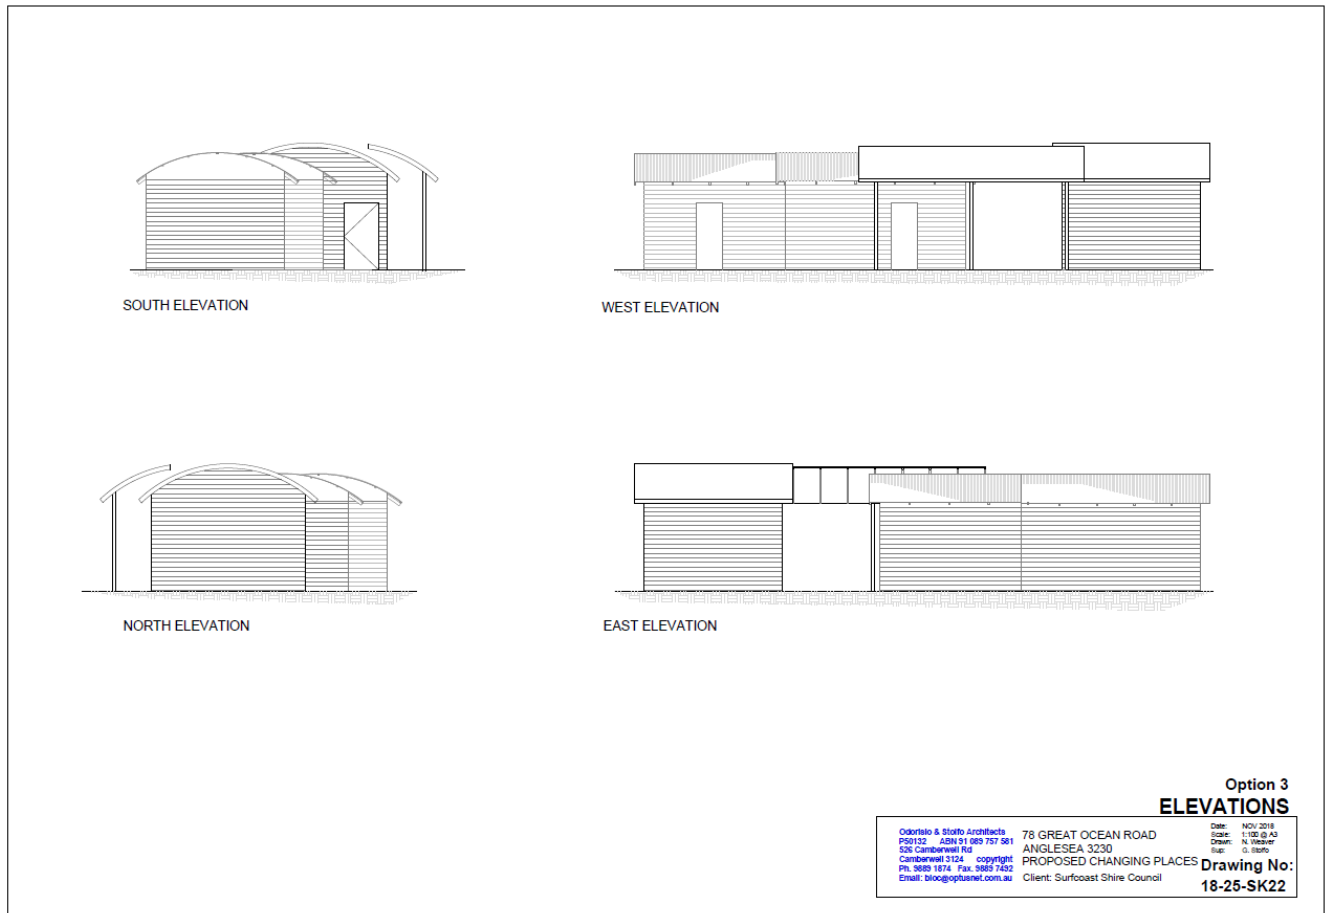 SOUTH ELEVATION
WEST ELEVATION
NORTH ELEVATION
EAST ELEVATION
Option 3
ELEVATIONS
Odorisio & Stolfo Architects
P50132 ABN 91 089 757 581
526 Camberwell Rd
Camberwell 3124 copyright
Ph. 9889 1874 Fax. 9889 7492
Email: bloc@optusnet.com.au
78 GREAT OCEAN ROAD
ANGLESEA 3230
PROPOSED CHANGING PLACES
Client: Surfcoast Shire Council
Date: NOV 2018
Scale: 1:100 @ A3
Drawn: N. Weaver
Sup: G. Stolfo
Drawing No:
18-25-SK22